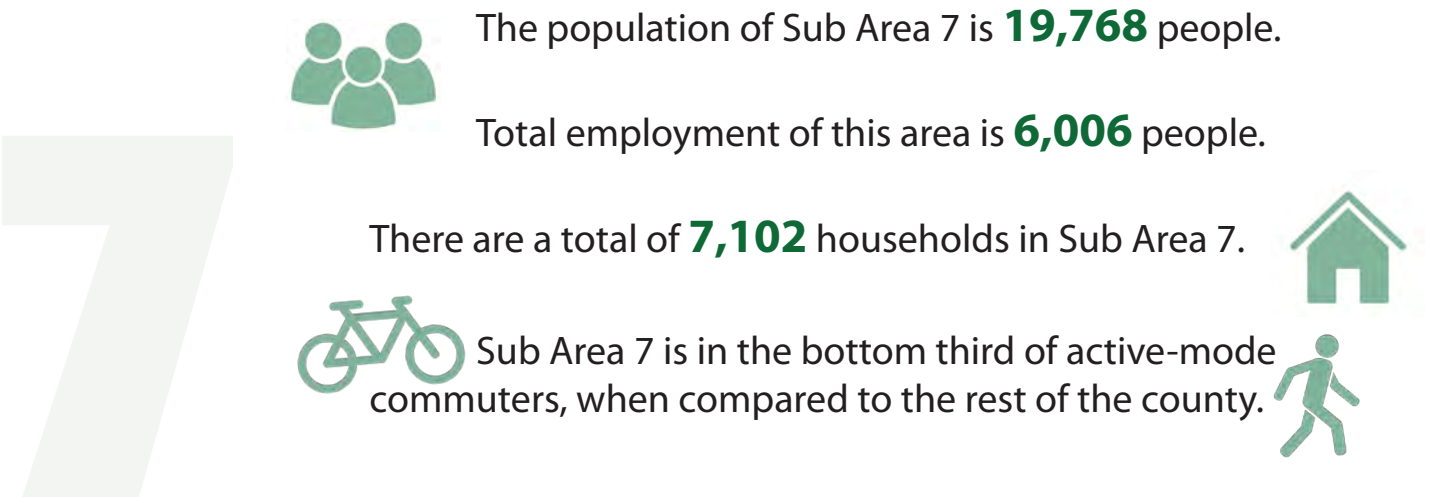 7
The population of Sub Area 7 is 19,768 people.
Total employment of this area is 6,006 people.
There are a total of 7,102 households in Sub Area 7.
Sub Area 7 is in the bottom third of active-mode
commuters, when compared to the rest of the county.